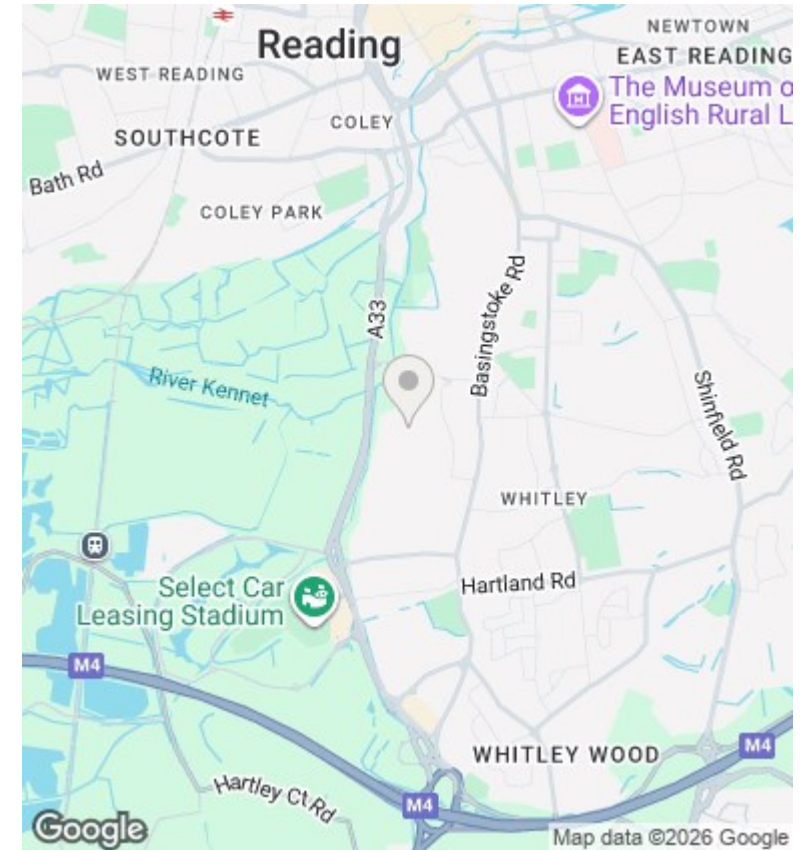 Reading
NEWTOWN
EAST READING
WEST READING
The Museum o
English Rural L
COLEY
SOUTHCOTE
Bath Rd
COLEY PARK
A33
Basingstoke Rd
River Kennet
Shinfield Rd
WHITLEY
Select Car
Leasing Stadium
Hartland Rd
M4
WHITLEY WOOD
M4
Hartley Ct Rd
M4
Google
Map data ©2026 Google